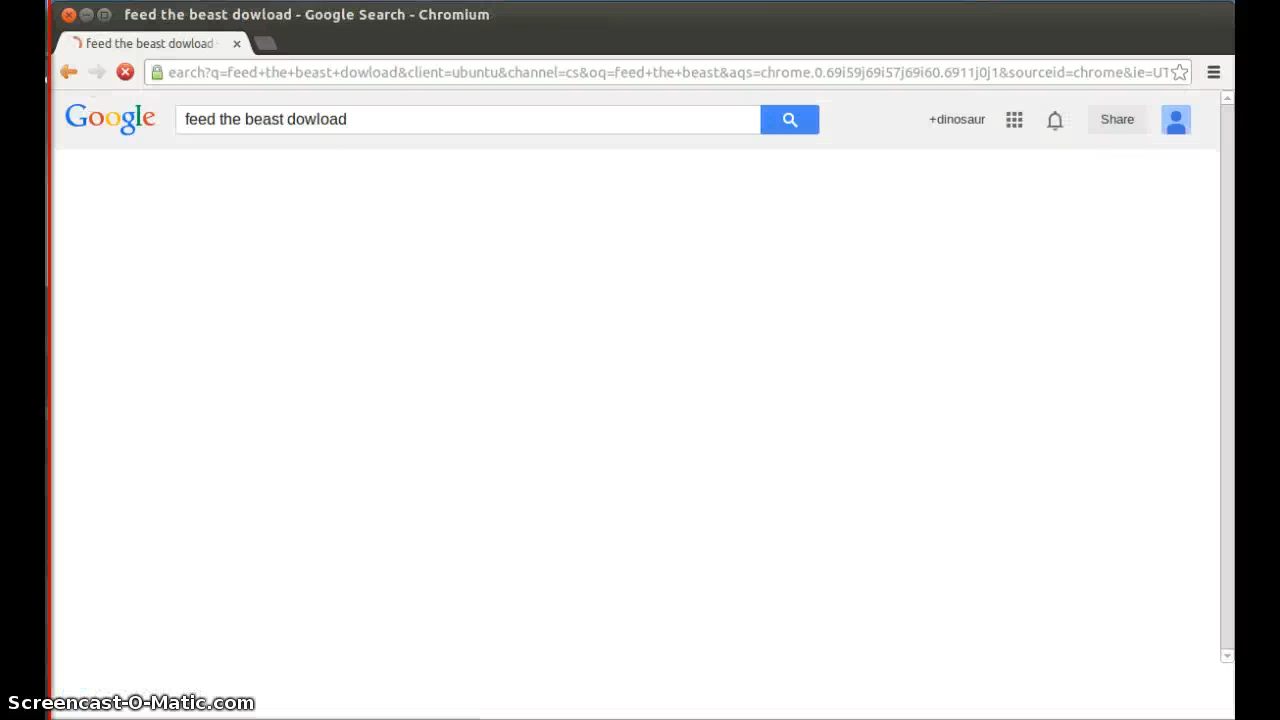 feed the beast dowload - Google Search - Chromium
feed the beast dowload -
earch?q=feed+the+beast+dowload&client=ubuntu&channel=cs&oq=feed+the+beast&aqs=chrome.0.69i59j69i57j69i60.6911j0j1&sourceid=chrome&ie=UT
Google
feed the beast dowload
+dinosaur
Share
Screencast-O-Matic.com